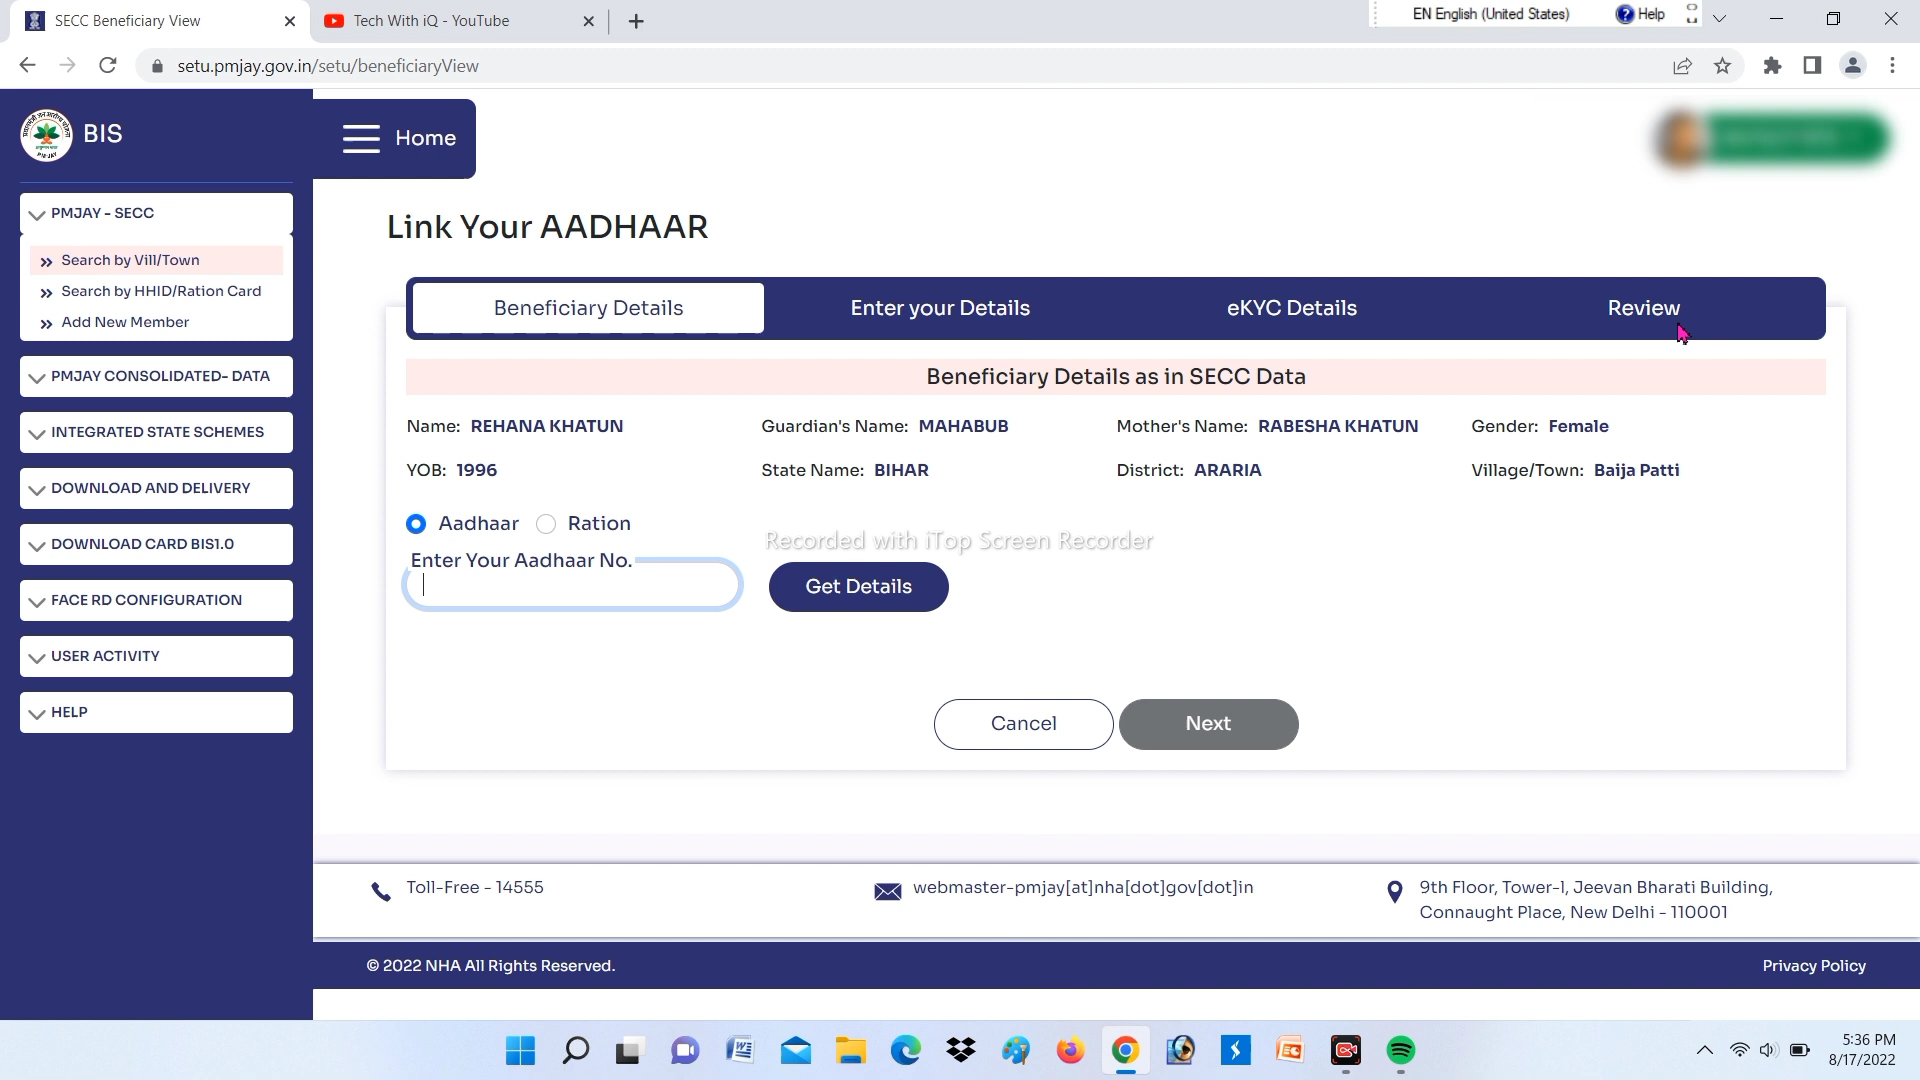 SECC Beneficiary View
Tech With iQ - YouTube
EN English (United States)
Help
setu.pmjay.gov.in/setu/beneficiaryView
BIS
Home
PMJAY - SECC
Search by Vill/Town
Search by HHID/Ration Card
Add New Member
PMJAY CONSOLIDATED- DATA
INTEGRATED STATE SCHEMES
DOWNLOAD AND DELIVERY
DOWNLOAD CARD BIS1.0
FACE RD CONFIGURATION
USER ACTIVITY
HELP
Link Your AADHAAR
Beneficiary Details
Enter your Details
eKYC Details
Review
Beneficiary Details as in SECC Data
Name: REHANA KHATUN
Guardian's Name: MAHABUB
Mother's Name: RABESHA KHATUN
Gender: Female
YOB: 1996
State Name: BIHAR
District: ARARIA
Village/Town: Baija Patti
Aadhaar
Ration
Recorded with iTop Screen Recorder
Enter Your Aadhaar No.
Get Details
Cancel
Next
Toll-Free - 14555
webmaster-pmjay[at]nha[dot]gov[dot]in
9th Floor, Tower-l, Jeevan Bharati Building,
Connaught Place, New Delhi - 110001
© 2022 NHA All Rights Reserved.
Privacy Policy
5:36 PM
8/17/2022